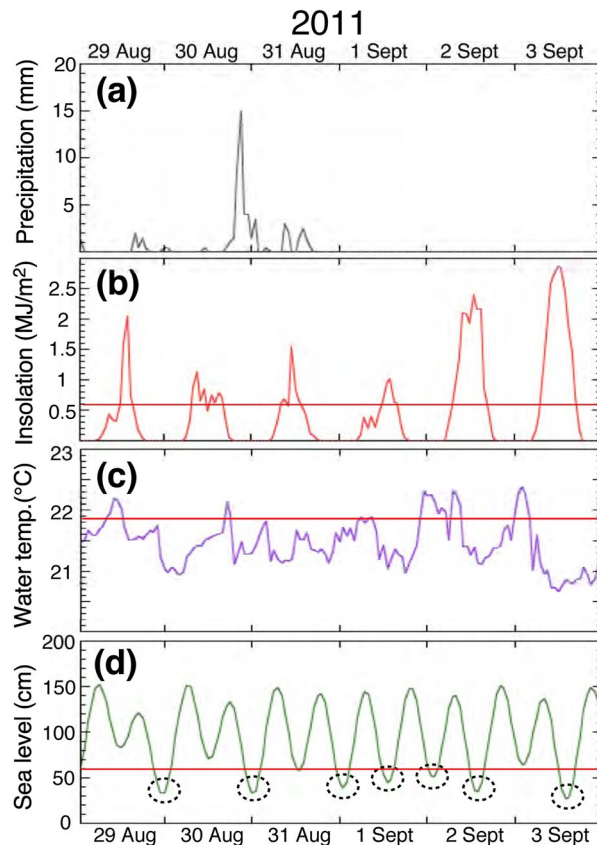 2011
29 Aug 30 Aug 31 Aug 1 Sept 2 Sept 3 Sept
(a)
Precipitation (mm)
20
15
10
5
(b)
Insolation (MJ/m²)
2.5
2
1.5
1
0.5
(c)
Water temp.(°C)
23
22
21
(d)
Sea level (cm)
200
150
100
50
0
29 Aug 30 Aug 31 Aug 1 Sept 2 Sept 3 Sept